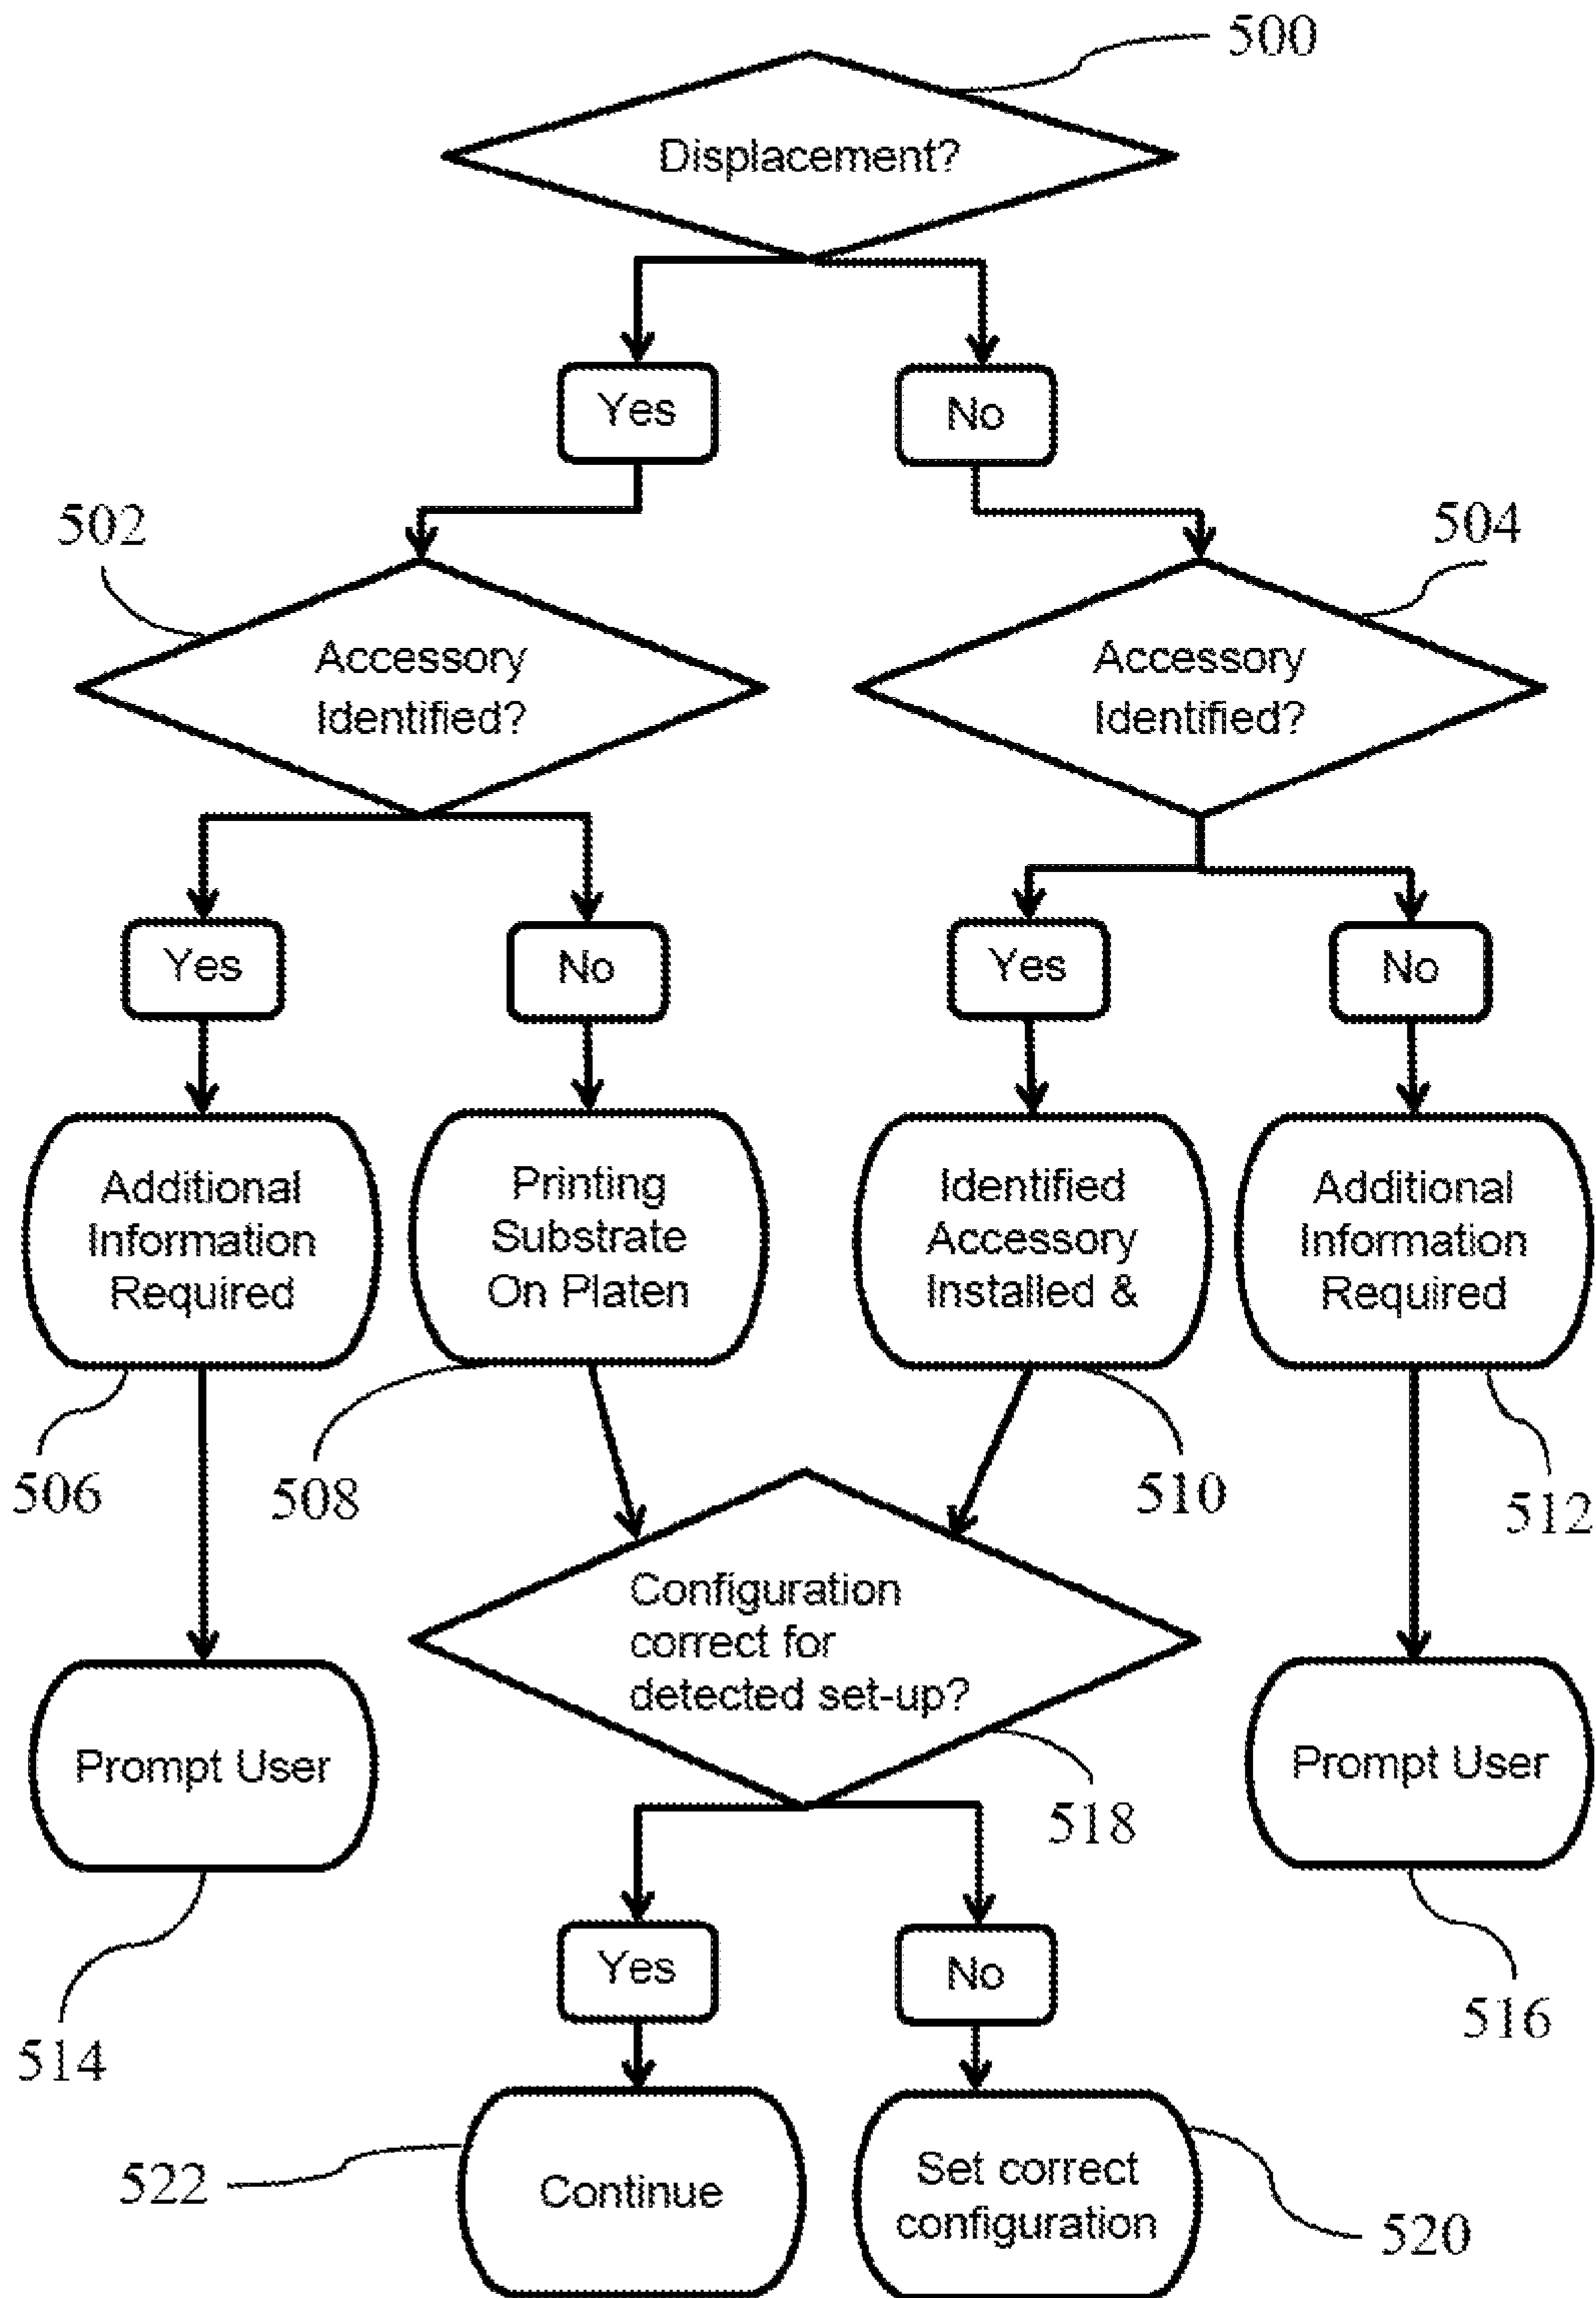 500
Displacement?
Yes
No
502
504
Accessory
Identified?
Accessory
Identified?
Yes
No
Yes
No
Additional
Information
Required
Printing
Substrate
On Platen
Identified
Accessory
Installed &
Additional
Information
Required
506
508
510
512
Configuration
correct for
detected set-up?
Prompt User
518
Prompt User
Yes
No
514
516
522
Continue
Set correct
configuration
520